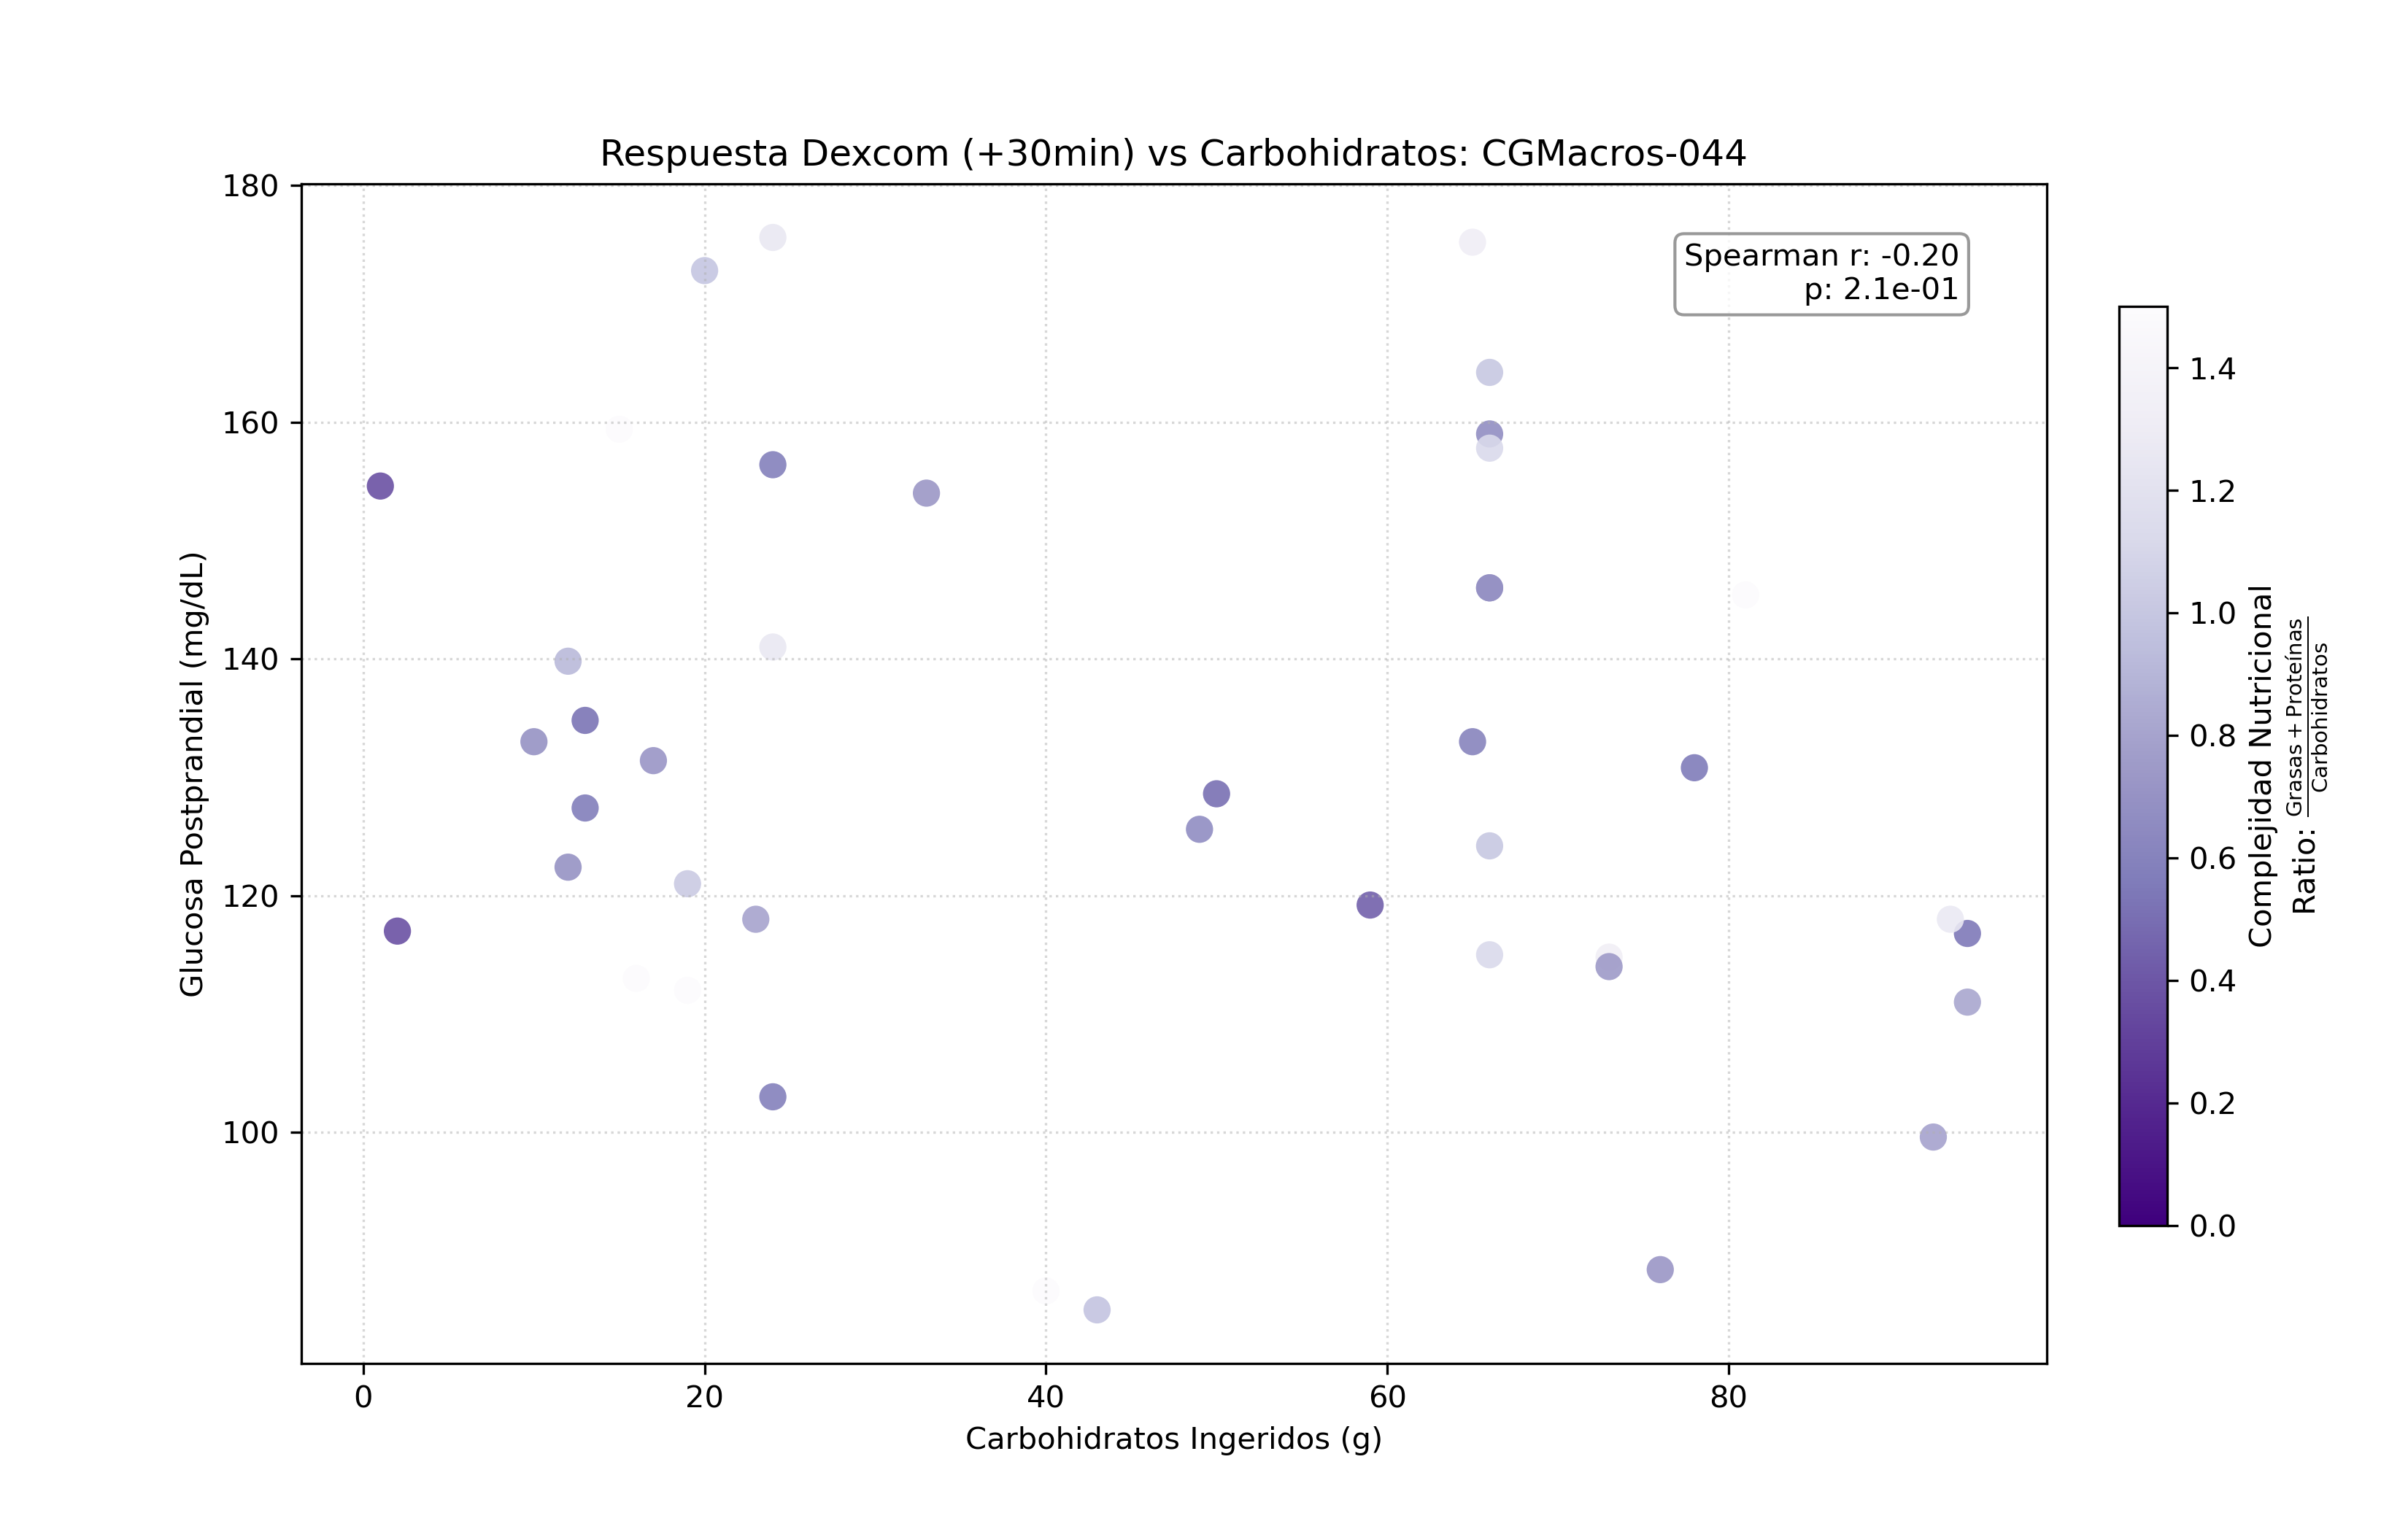 Respuesta Dexcom (+30min) vs Carbohidratos: CGMacros-044
Spearman r: -0.20
p: 2.1e-01
Glucosa Postprandial (mg/dL)
180
160
140
120
100
0
20
40
60
80
Carbohidratos Ingeridos (g)
1.4
1.2
1.0
0.8
0.6
0.4
0.2
0.0
Complejidad Nutricional
Ratio: Grasas + Proteínas
Carbohidratos